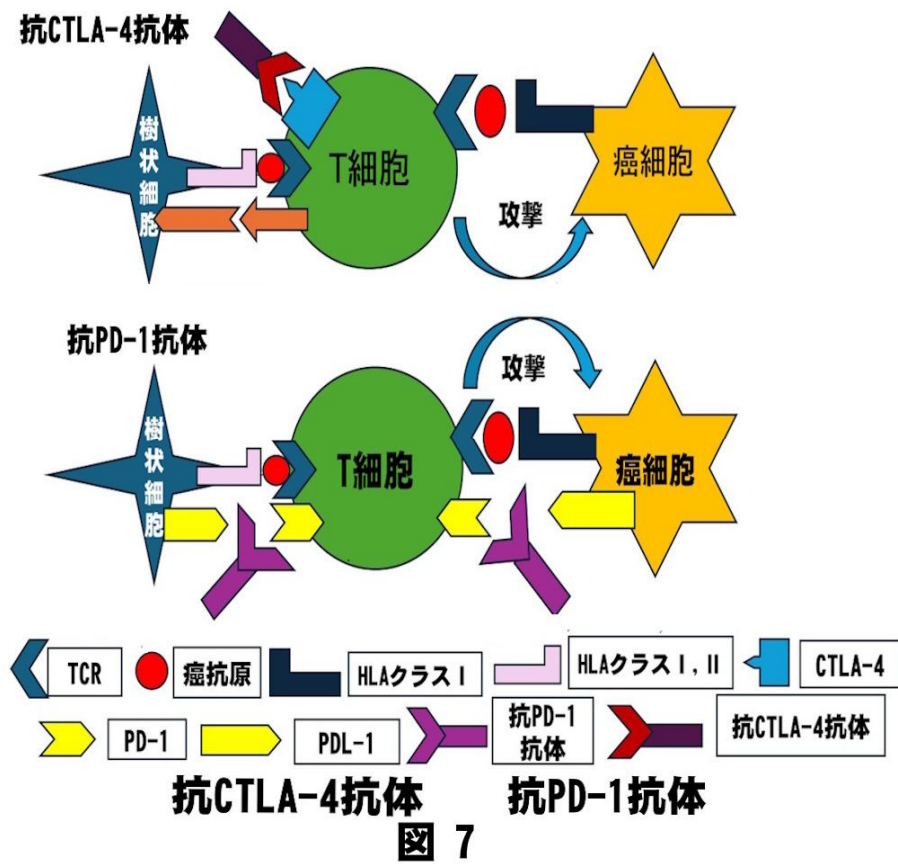 抗CTLA-4抗体
樹状細胞
T細胞
癌細胞
攻撃
抗PD-1抗体
攻撃
樹状細胞
T細胞
癌細胞
TCR
癌抗原
HLAクラスⅠ
HLAクラスⅠ,Ⅱ
CTLA-4
PD-1
PDL-1
抗PD-1
抗体
抗CTLA-4抗体
抗CTLA-4抗体 抗PD-1抗体
図 7